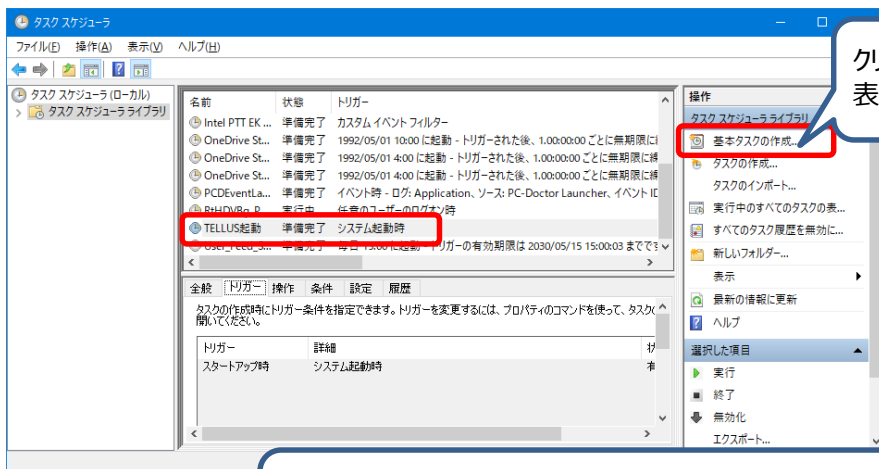 タスク スケジューラ
ファイル(F) 操作(A) 表示(V) ヘルプ(H)
タスク スケジューラ (ローカル)
タスク スケジューラ ライブラリ
名前 状態 トリガー
Intel PTT EK ... 準備完了 カスタム イベント フィルター
OneDrive St... 準備完了 1992/05/01 10:00 に起動 - トリガーされた後、1.00:00:00 ごとに無期限に
OneDrive St... 準備完了 1992/05/01 4:00 に起動 - トリガーされた後、1.00:00:00 ごとに無期限に繰
OneDrive St... 準備完了 1992/05/01 4:00 に起動 - トリガーされた後、1.00:00:00 ごとに無期限に繰
PCDEventLa... 準備完了 イベント時 - ログ: Application、ソース: PC-Doctor Launcher、イベント ID
RtHDVBg_P... 実行中 任意のユーザーのログオン時
TELLUS起動 準備完了 システム起動時
User_Feed_S... 準備完了 毎日 15:00 に起動 - トリガーの有効期限は 2030/05/15 15:00:03 までです
全般 トリガー 操作 条件 設定 履歴
タスクの作成時にトリガー条件を指定できます。トリガーを変更するには、プロパティのコマンドを使って、タスク
開いてください。
トリガー 詳細
スタートアップ時 システム起動時 有
操作
タスク スケジューラ ライブラリ
基本タスクの作成...
タスクの作成...
タスクのインポート...
実行中のすべてのタスクの表...
すべてのタスク履歴を無効に...
新しいフォルダー...
表示
最新の情報に更新
ヘルプ
選択した項目
実行
終了
無効化
エクスポート...
表